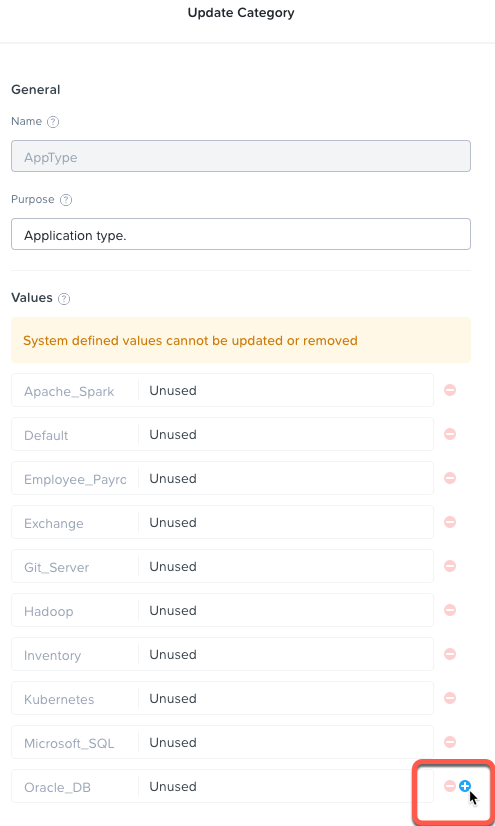 Update Category
General
Name ?
AppType
Purpose ?
Application type.
Values ?
System defined values cannot be updated or removed
Apache_Spark Unused
Default Unused
Employee_Payro Unused
Exchange Unused
Git_Server Unused
Hadoop Unused
Inventory Unused
Kubernetes Unused
Microsoft_SQL Unused
Oracle_DB Unused